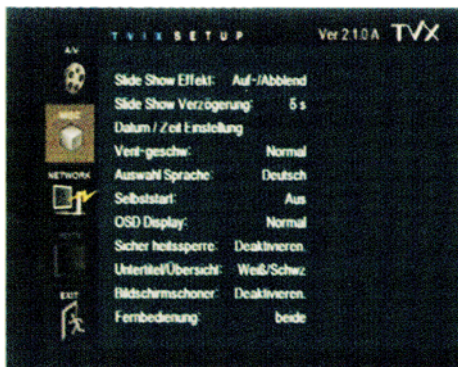 TVIX SETUP Ver 2.1.0 A TVX
A/V
MISC
NETWORK
EXIT
Slide Show Effekt: Auf-/Abblend
Slide Show Verzögerung: 5 s
Datum / Zeit Einstellung
Vent-geschw: Normal
Auswahl Sprache: Deutsch
Selbststart: Aus
OSD Display: Normal
Sicher heitssperre: Deaktivieren.
Untertitel/Übersicht: Weiß/Schwz
Bildschirmschoner: Deaktivieren.
Fernbedienung: beide